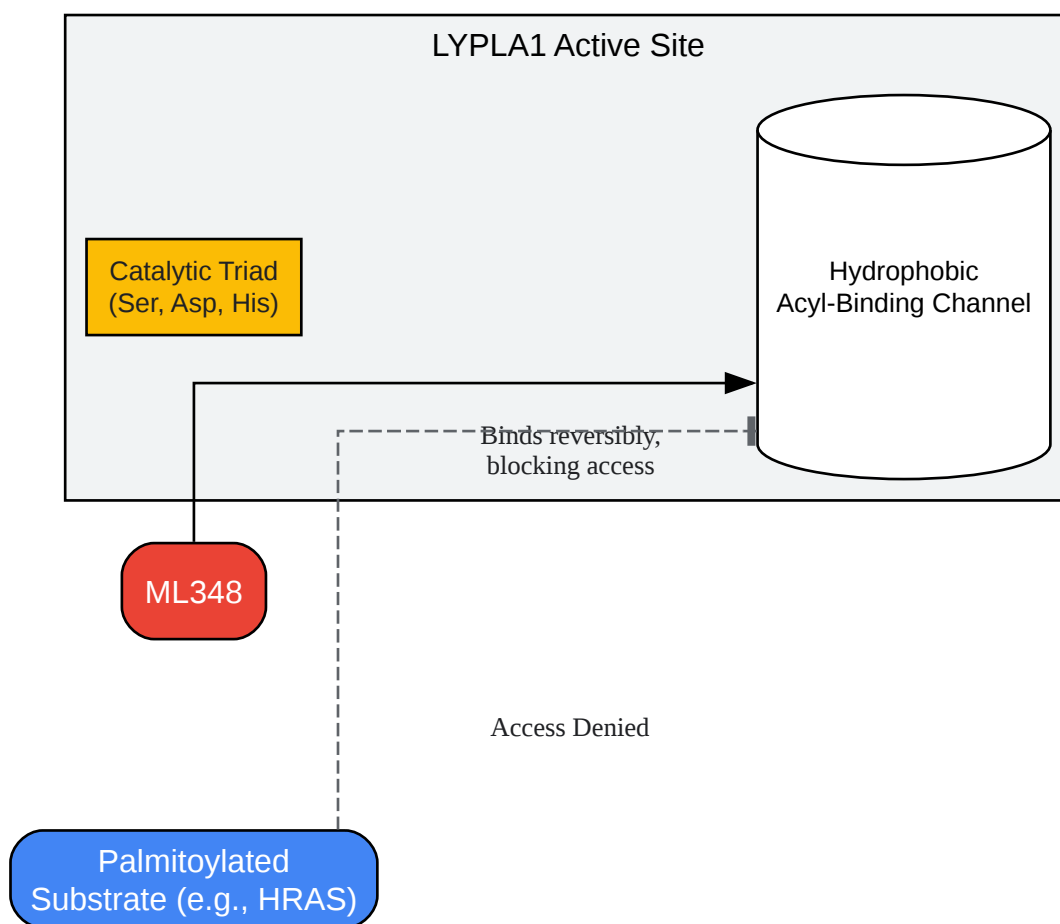 LYPLA1 Active Site
Catalytic Triad
(Ser, Asp, His)
Hydrophobic
Acyl-Binding Channel
Binds reversibly,
blocking access
ML348
Access Denied
Palmitoylated
Substrate (e.g., HRAS)